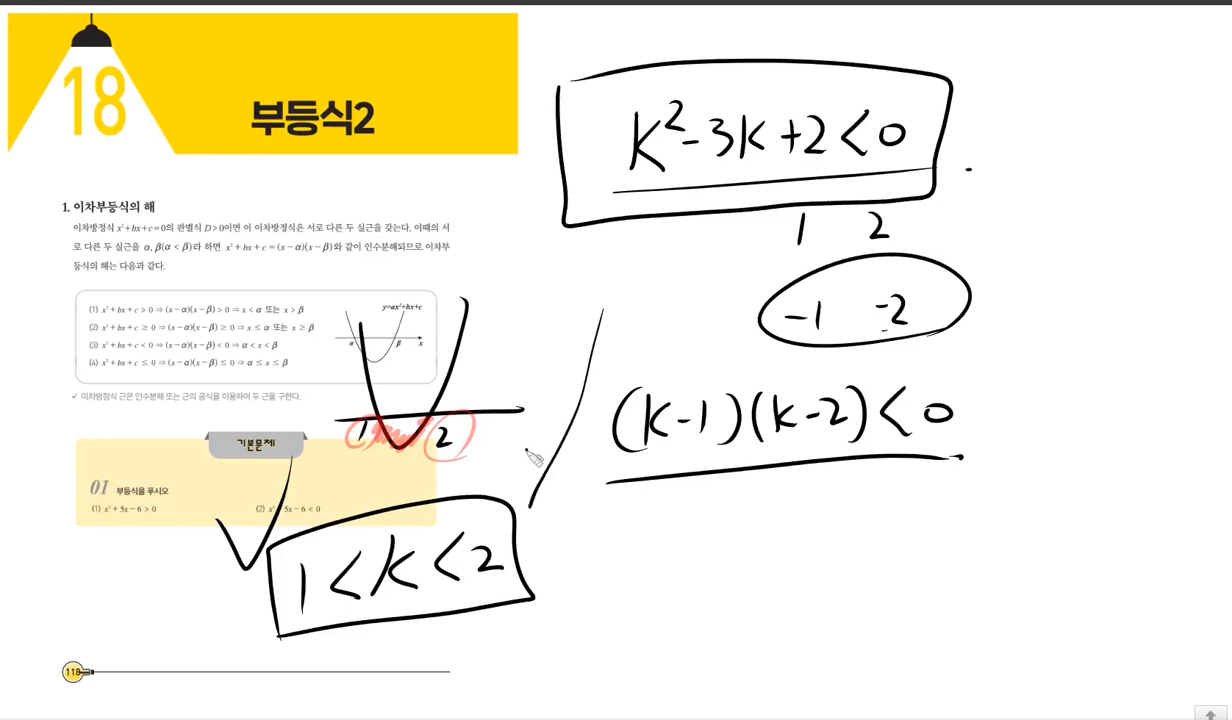 18
부등식2
1. 이차부등식의 해
이차방정식 x²+bx+c=0의 판별식 D>0이면 이 이차방정식은 서로 다른 두 실근을 갖는다. 이때의 서
로 다른 두 실근을 α, β(α<β)라 하면 x²+bx+c=(x-α)(x-β)와 같이 인수분해되므로 이차부
등식의 해는 다음과 같다.
(1) x²+bx+c>0⇒(x-α)(x-β)>0⇒x<α 또는 x>β
(2) x²+bx+c≥0⇒(x-α)(x-β)≥0⇒x≤α 또는 x≥β
(3) x²+bx+c<0⇒(x-α)(x-β)<0⇒α<x<β
(4) x²+bx+c≤0⇒(x-α)(x-β)≤0⇒α≤x≤β
y=ax²+bx+c
α β x
✓ 이차방정식 근은 인수분해 또는 근의 공식을 이용하여 두 근을 구한다.
1 2
기본문제
01 부등식을 푸시오
(1) x²+5x-6>0
(2) x² 5x-6<0
1<k<2
118
k²-3k+2<0
1 2
-1 -2
(k-1)(k-2)<0